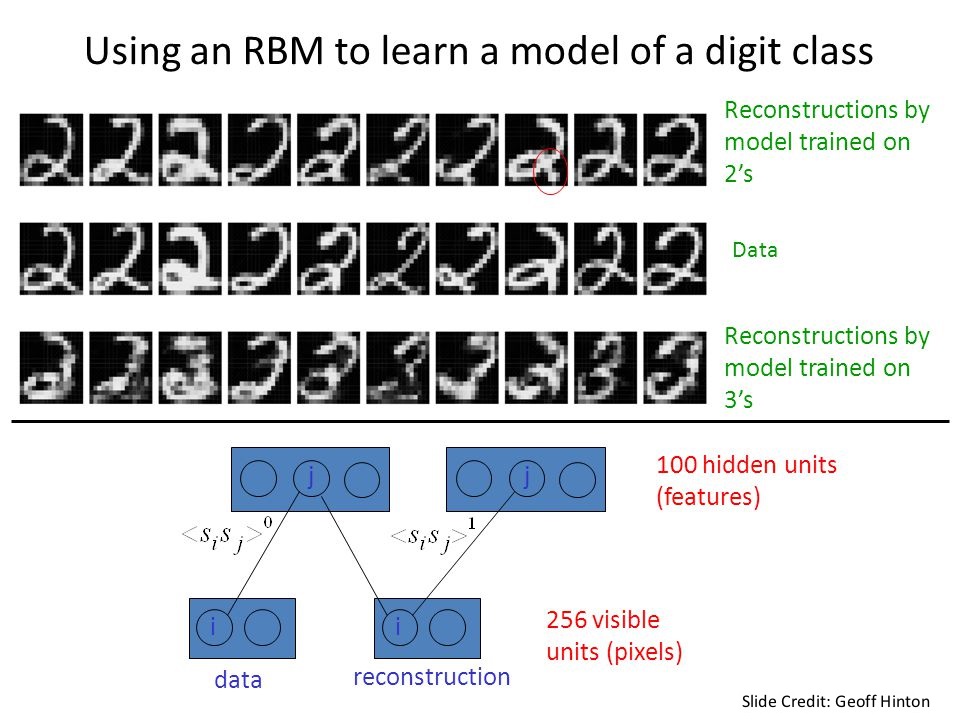 Using an RBM to learn a model of a digit class
Reconstructions by
model trained on
2’s
Data
Reconstructions by
model trained on
3’s
j
j
100 hidden units
(features)
<s_i s_j>^0
<s_i s_j>^1
i
i
256 visible
units (pixels)
data
reconstruction
Slide Credit: Geoff Hinton